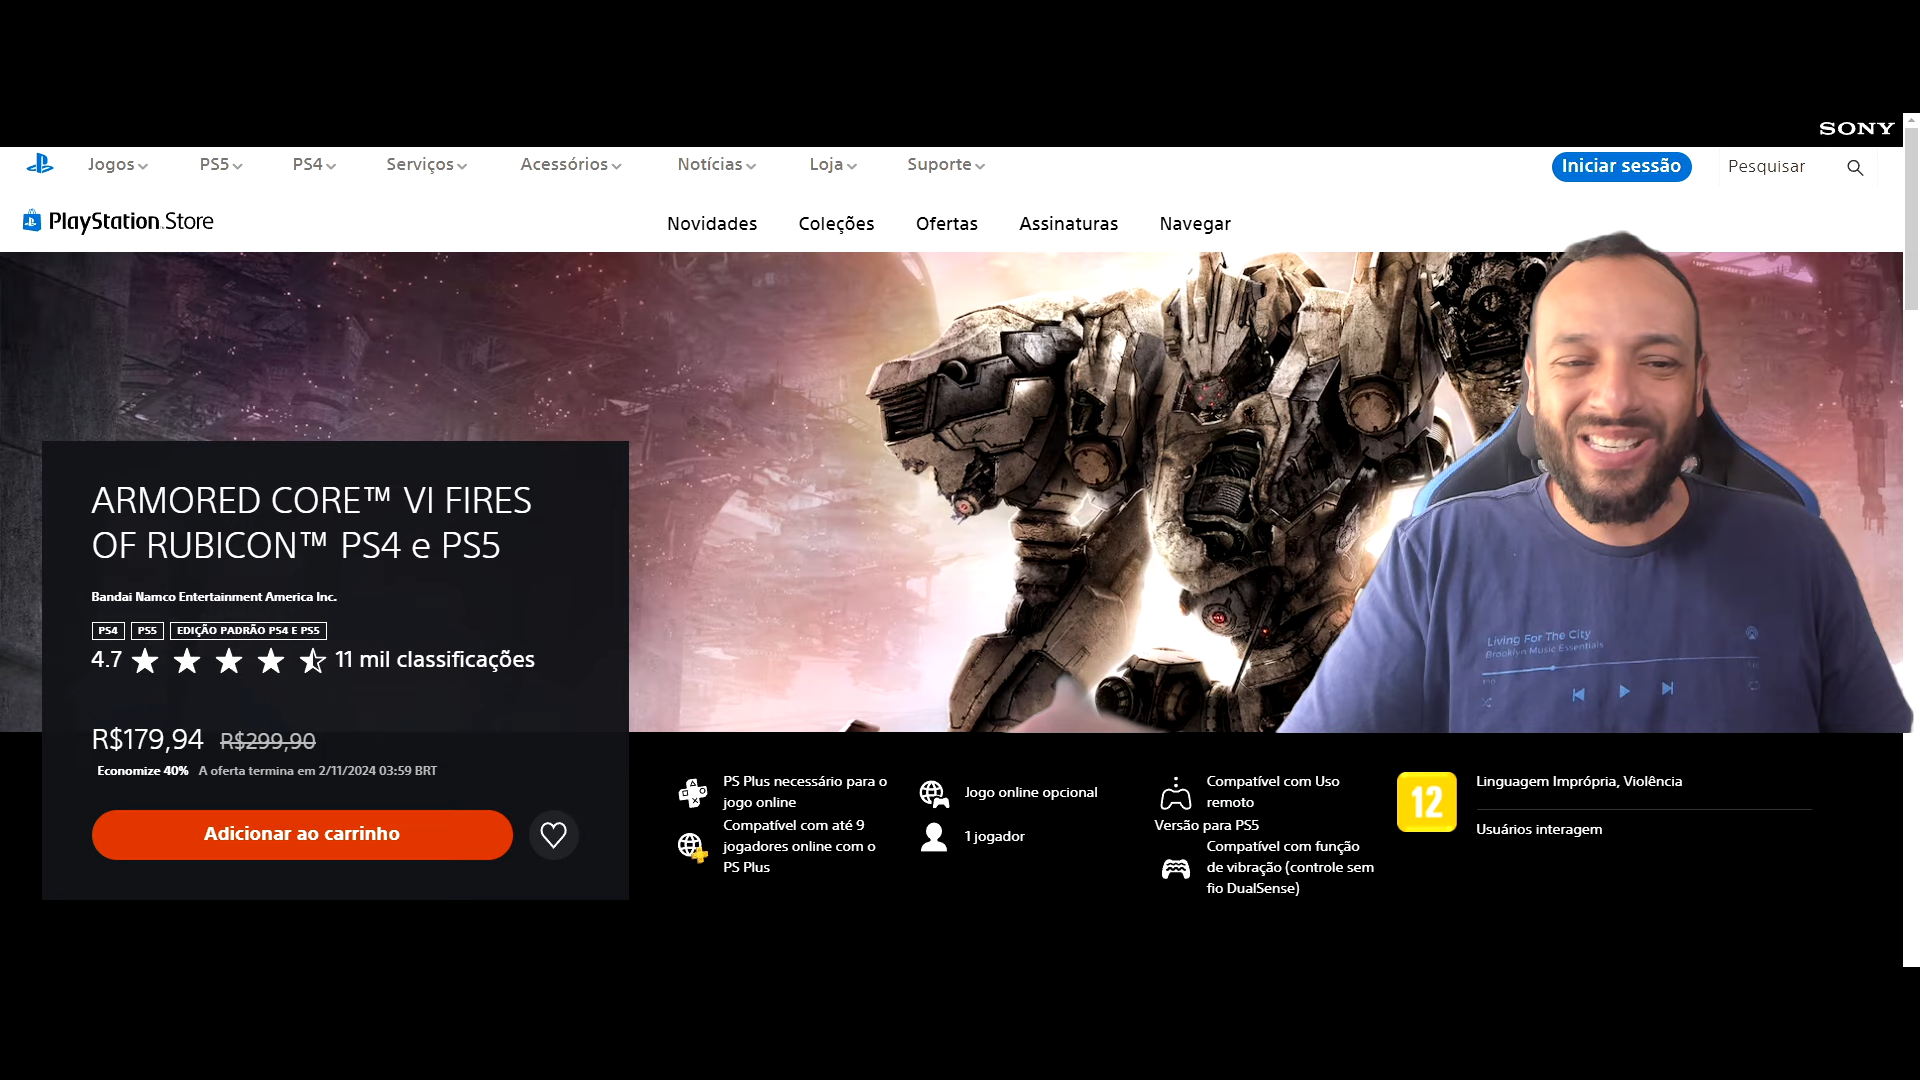 SONY
Jogos
PS5
PS4
Serviços
Acessórios
Notícias
Loja
Suporte
Iniciar sessão
Pesquisar
PlayStation.Store
Novidades
Coleções
Ofertas
Assinaturas
Navegar
ARMORED CORE™ VI FIRES
OF RUBICON™ PS4 e PS5
Bandai Namco Entertainment America Inc.
PS4
PS5
EDIÇÃO PADRÃO PS4 E PS5
4.7
11 mil classificações
R$179,94 R$299,90
Economize 40% A oferta termina em 2/11/2024 03:59 BRT
Adicionar ao carrinho
PS Plus necessário para o
jogo online
Compatível com até 9
jogadores online com o
PS Plus
Jogo online opcional
1 jogador
Compatível com Uso
remoto
Versão para PS5
Compatível com função
de vibração (controle sem
fio DualSense)
12
Linguagem Imprópria, Violência
Usuários interagem
Living For The City
Brooklyn Music Essentials